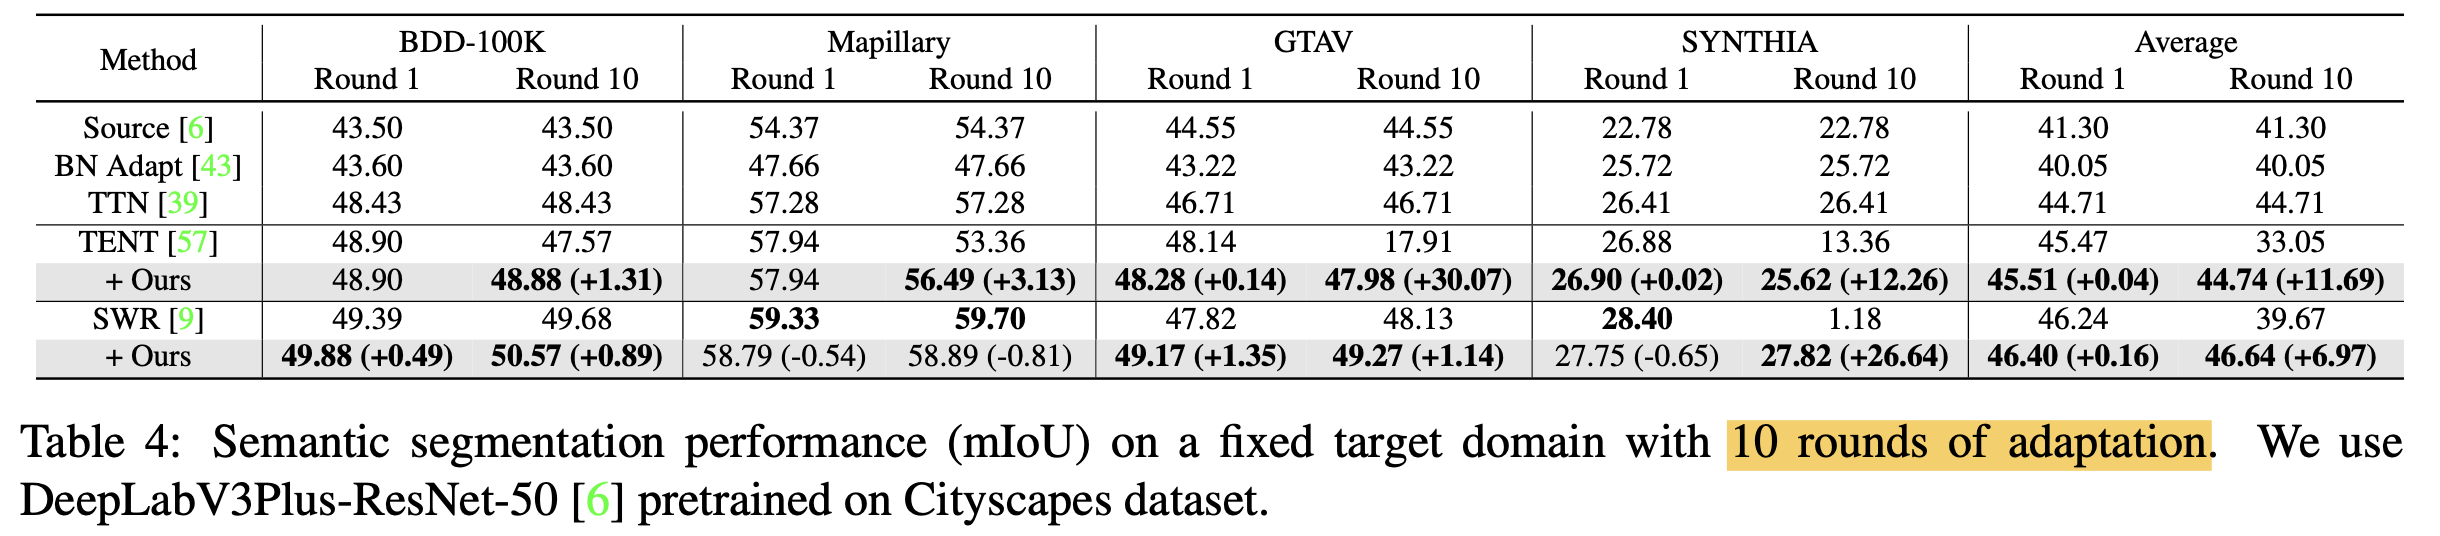 Method BDD-100K Mapillary GTAV SYNTHIA Average
Round 1 Round 10 Round 1 Round 10 Round 1 Round 10 Round 1 Round 10 Round 1 Round 10
Source [6] 43.50 43.50 54.37 54.37 44.55 44.55 22.78 22.78 41.30 41.30
BN Adapt [43] 43.60 43.60 47.66 47.66 43.22 43.22 25.72 25.72 40.05 40.05
TTN [39] 48.43 48.43 57.28 57.28 46.71 46.71 26.41 26.41 44.71 44.71
TENT [57] 48.90 47.57 57.94 53.36 48.14 17.91 26.88 13.36 45.47 33.05
+ Ours 48.90 48.88 (+1.31) 57.94 56.49 (+3.13) 48.28 (+0.14) 47.98 (+30.07) 26.90 (+0.02) 25.62 (+12.26) 45.51 (+0.04) 44.74 (+11.69)
SWR [9] 49.39 49.68 59.33 59.70 47.82 48.13 28.40 1.18 46.24 39.67
+ Ours 49.88 (+0.49) 50.57 (+0.89) 58.79 (-0.54) 58.89 (-0.81) 49.17 (+1.35) 49.27 (+1.14) 27.75 (-0.65) 27.82 (+26.64) 46.40 (+0.16) 46.64 (+6.97)
Table 4: Semantic segmentation performance (mIoU) on a fixed target domain with 10 rounds of adaptation. We use
DeepLabV3Plus-ResNet-50 [6] pretrained on Cityscapes dataset.